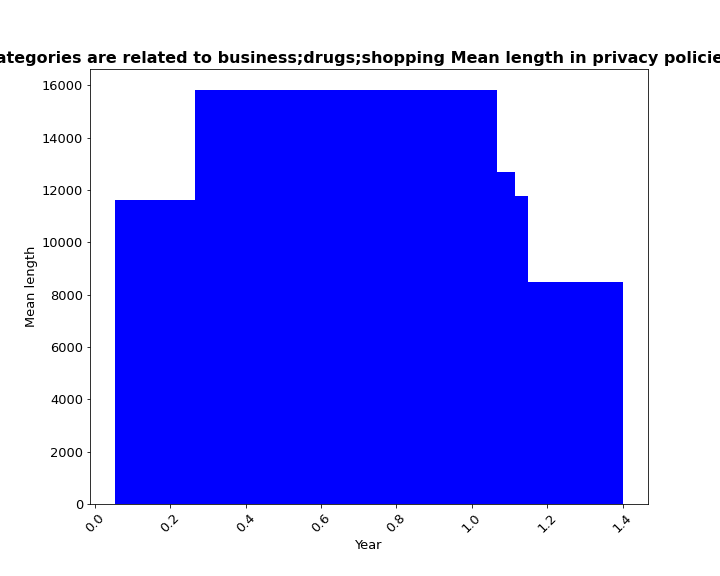 ategories are related to business;drugs;shopping Mean length in privacy policie
16000
14000
12000
10000
8000
6000
4000
2000
0
Mean length
0.0 0.2 0.4 0.6 0.8 1.0 1.2 1.4
Year